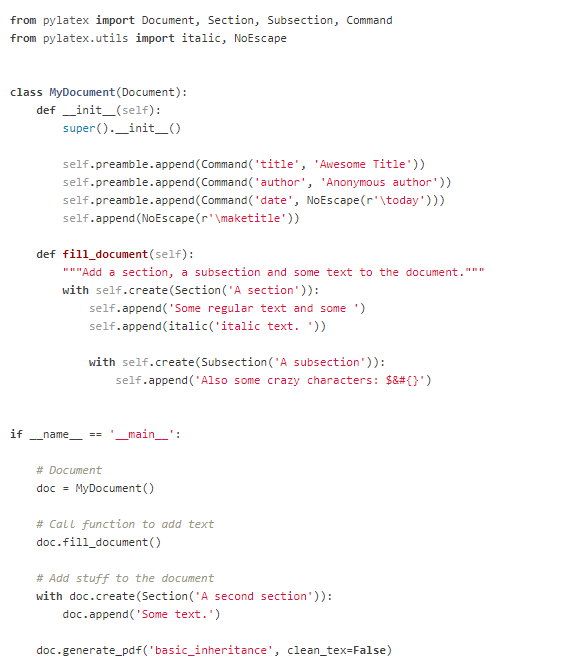 from pylatex import Document, Section, Subsection, Command
from pylatex.utils import italic, NoEscape


class MyDocument(Document):
    def __init__(self):
        super().__init__()

        self.preamble.append(Command('title', 'Awesome Title'))
        self.preamble.append(Command('author', 'Anonymous author'))
        self.preamble.append(Command('date', NoEscape(r'\today')))
        self.append(NoEscape(r'\maketitle'))

    def fill_document(self):
        """Add a section, a subsection and some text to the document."""
        with self.create(Section('A section')):
            self.append('Some regular text and some ')
            self.append(italic('italic text. '))

            with self.create(Subsection('A subsection')):
                self.append('Also some crazy characters: $&#{}')


if __name__ == '__main__':

    # Document
    doc = MyDocument()

    # Call function to add text
    doc.fill_document()

    # Add stuff to the document
    with doc.create(Section('A second section')):
        doc.append('Some text.')

    doc.generate_pdf('basic_inheritance', clean_tex=False)